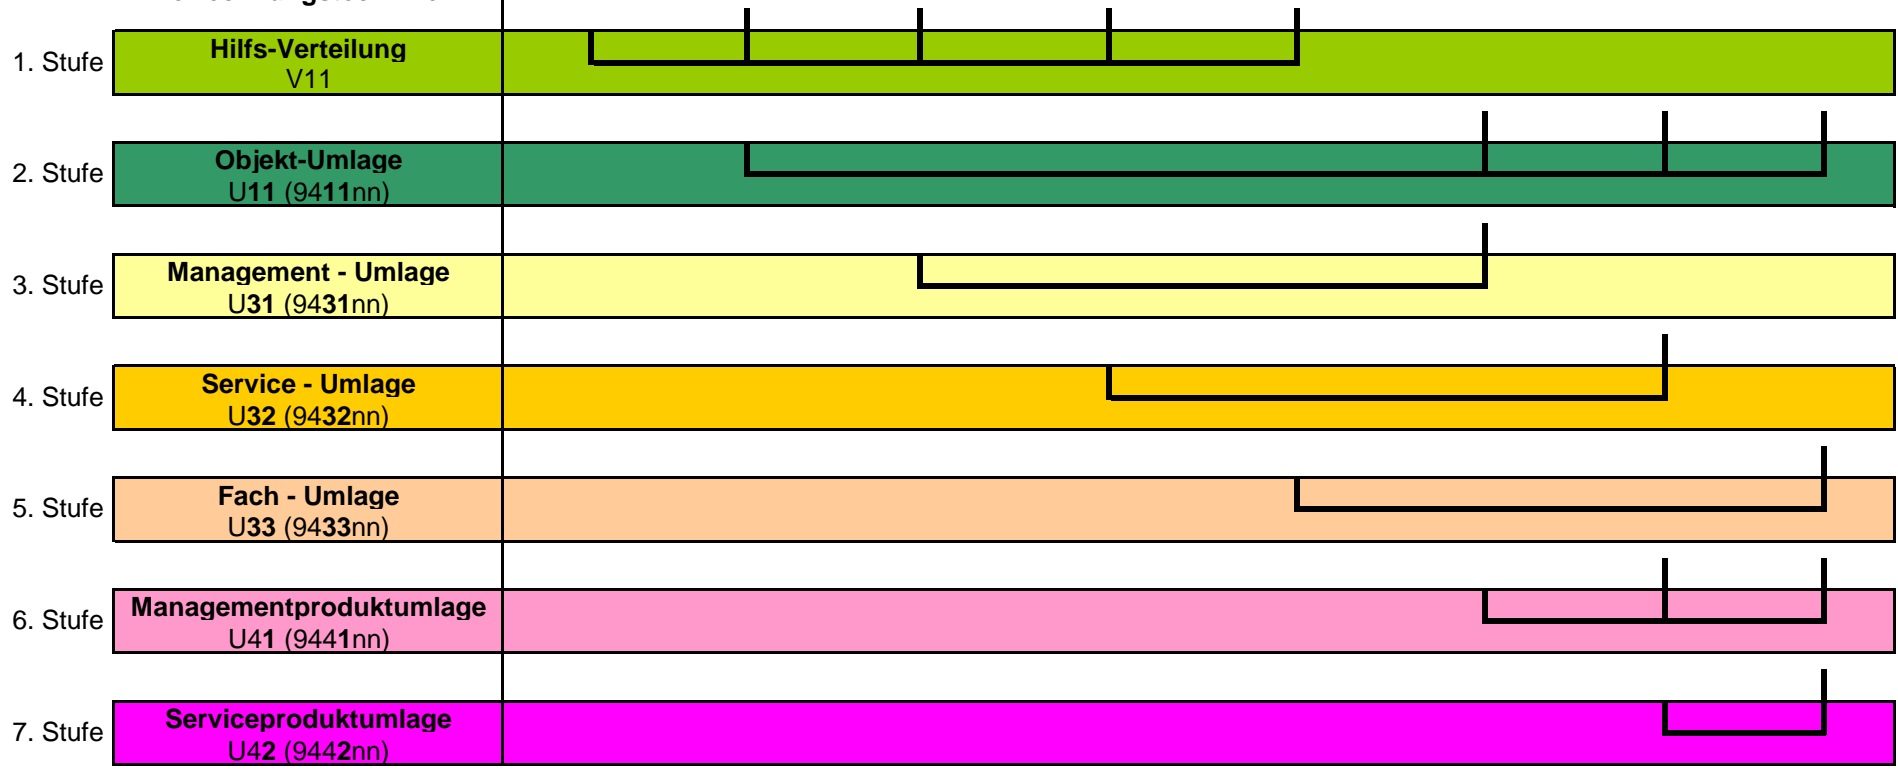 1. Stufe
Hilfs-Verteilung
V11
2. Stufe
Objekt-Umlage
U11 (9411nn)
3. Stufe
Management - Umlage
U31 (9431nn)
4. Stufe
Service - Umlage
U32 (9432nn)
5. Stufe
Fach - Umlage
U33 (9433nn)
6. Stufe
Managementproduktumlage
U41 (9441nn)
7. Stufe
Serviceproduktumlage
U42 (9442nn)